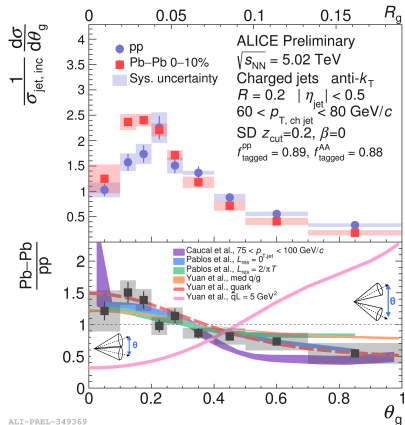 0 0.05 0.1 0.15 R_g
1/σ_jet, inc dσ/dθ_g
4.5
4
3.5
3
2.5
2
1.5
1
0.5
pp
Pb−Pb 0−10%
Sys. uncertainty
ALICE Preliminary
√s_NN = 5.02 TeV
Charged jets anti-k_T
R = 0.2 | η_jet | < 0.5
60 < p_T, ch jet < 80 GeV/c
SD z_cut=0.2, β=0
f^pp_tagged = 0.89, f^AA_tagged = 0.88
Pb−Pb/pp
2
1.5
1
0.5
0
Caucal et al., 75 < p < 100 GeV/c
Pablos et al., L_res = 0 T,jet
Pablos et al., L_res = 2/πT
Yuan et al., med q/g
Yuan et al., quark
Yuan et al., qL = 5 GeV²
θ
θ
0 0.2 0.4 0.6 0.8 1
θ_g
ALI-PREL-349369